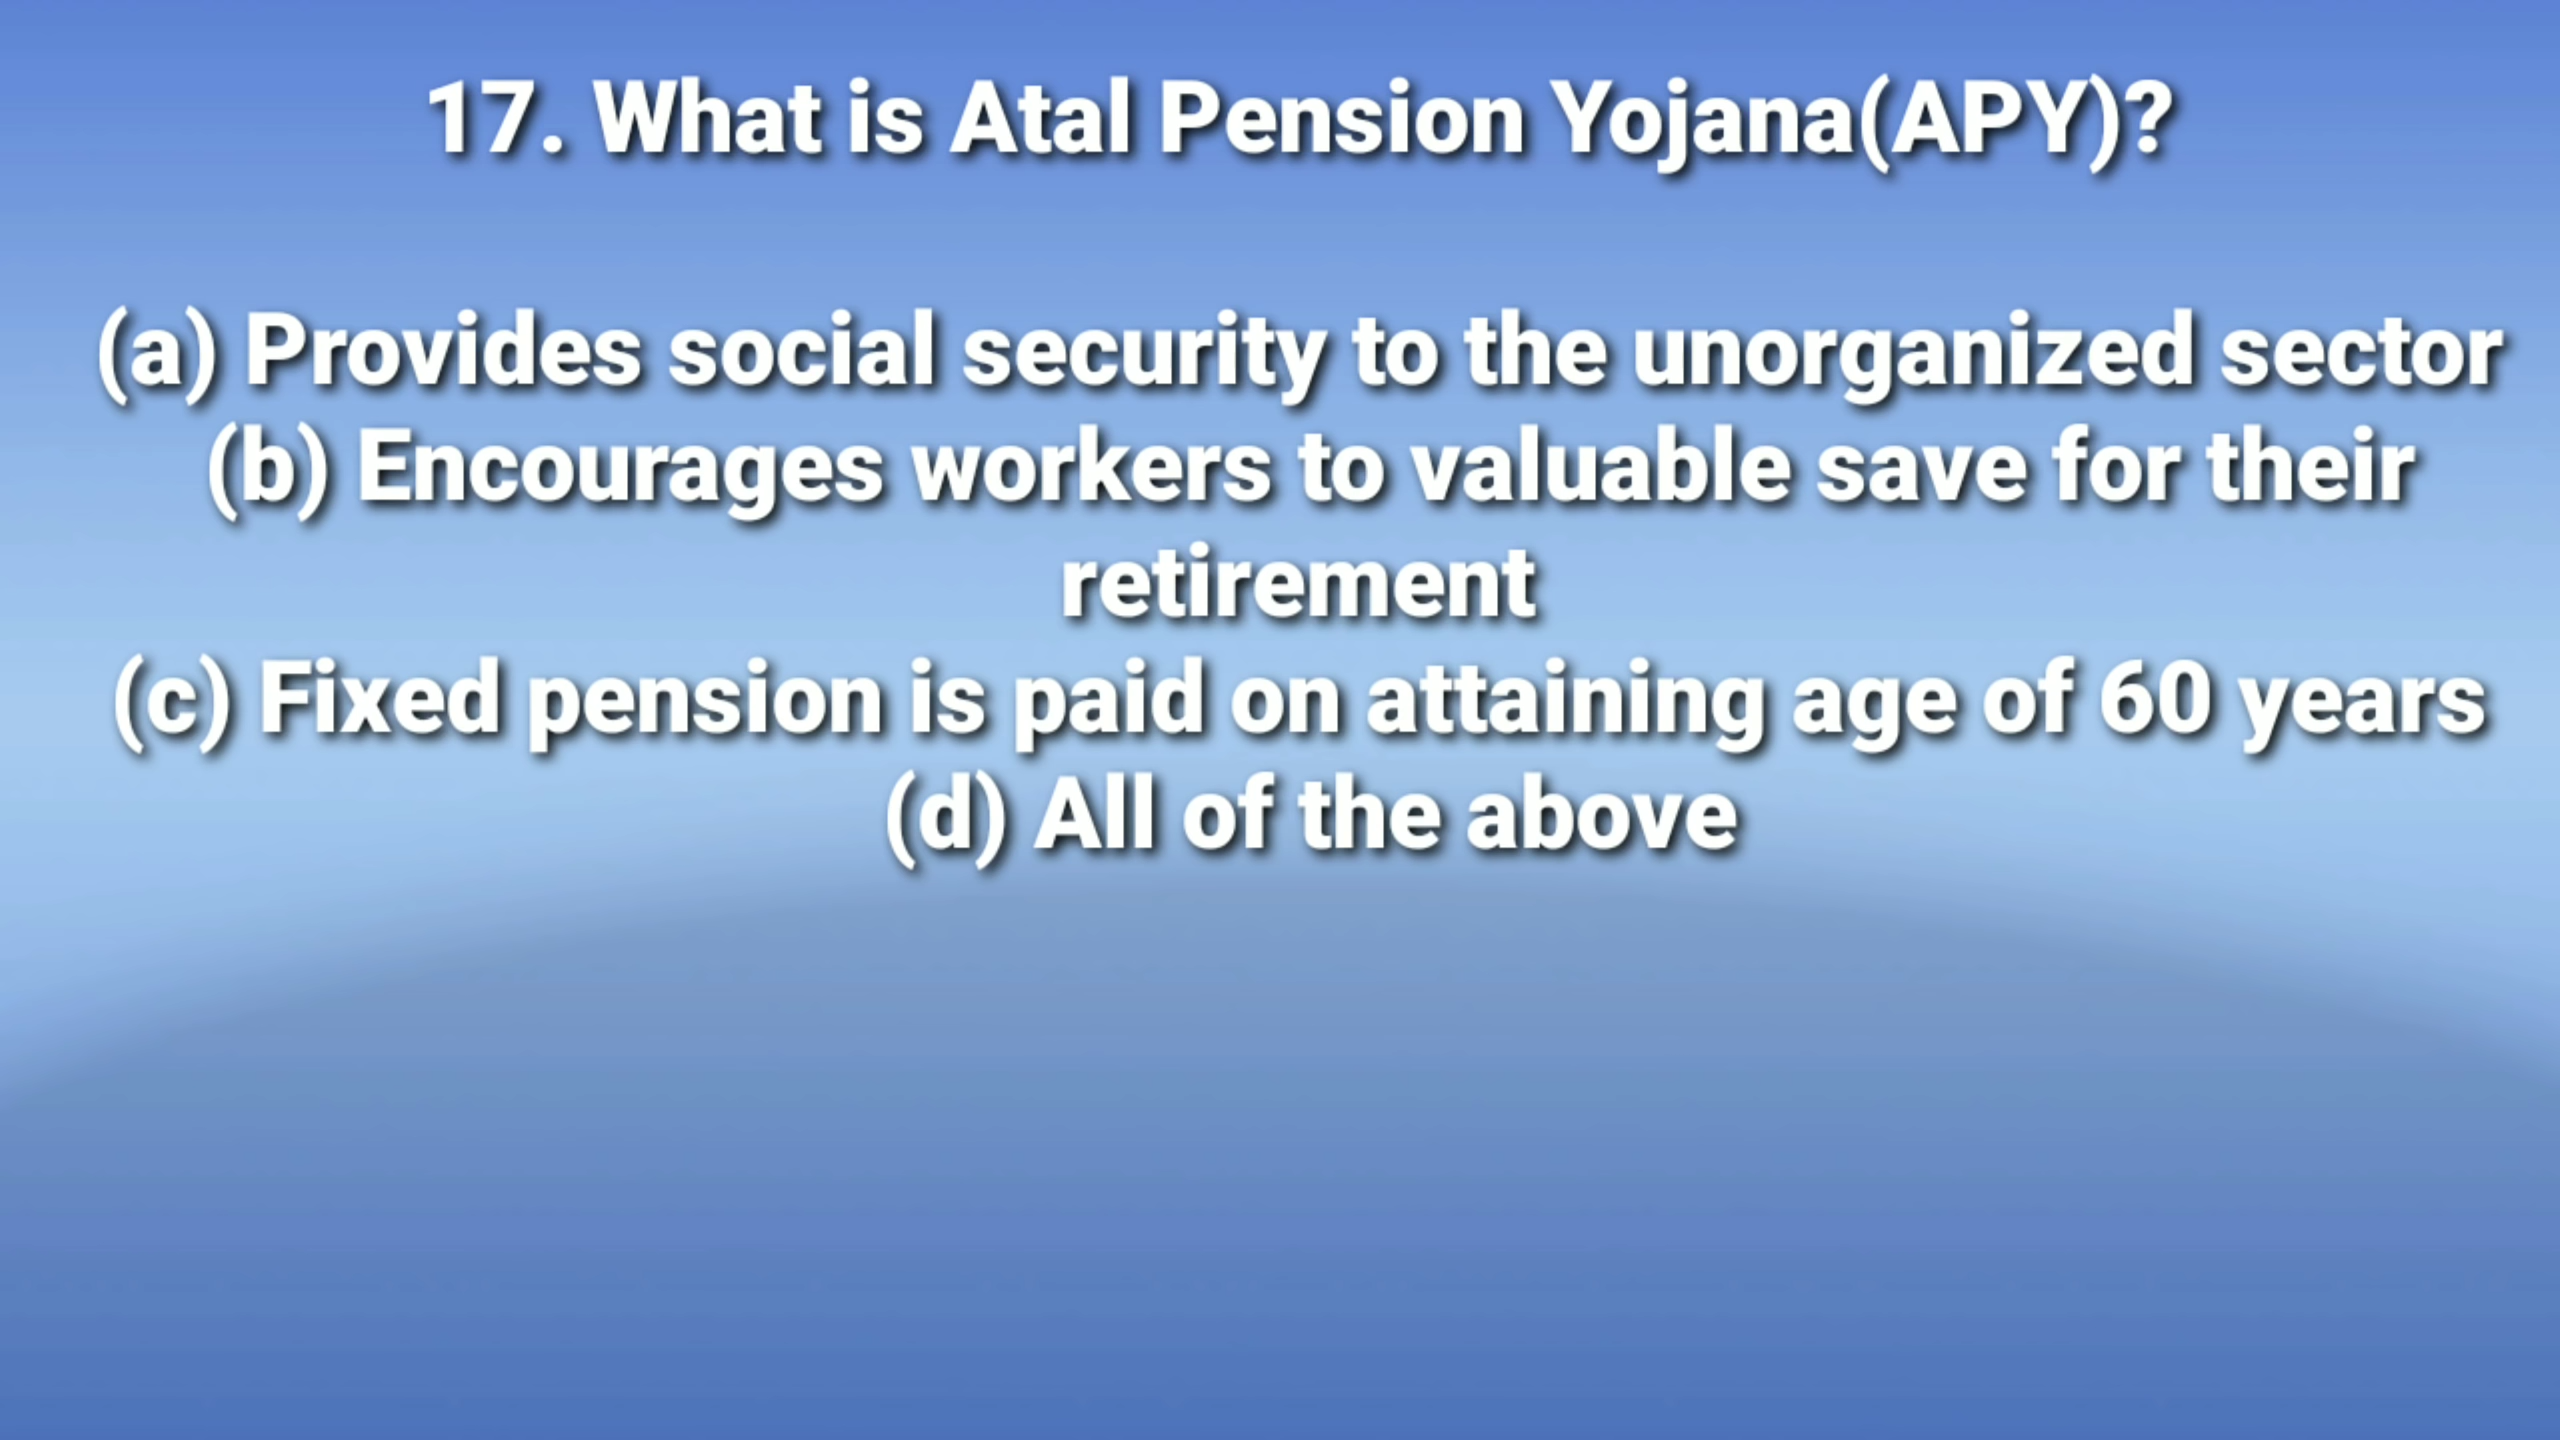 17. What is Atal Pension Yojana(APY)?
(a) Provides social security to the unorganized sector
(b) Encourages workers to valuable save for their
retirement
(c) Fixed pension is paid on attaining age of 60 years
(d) All of the above